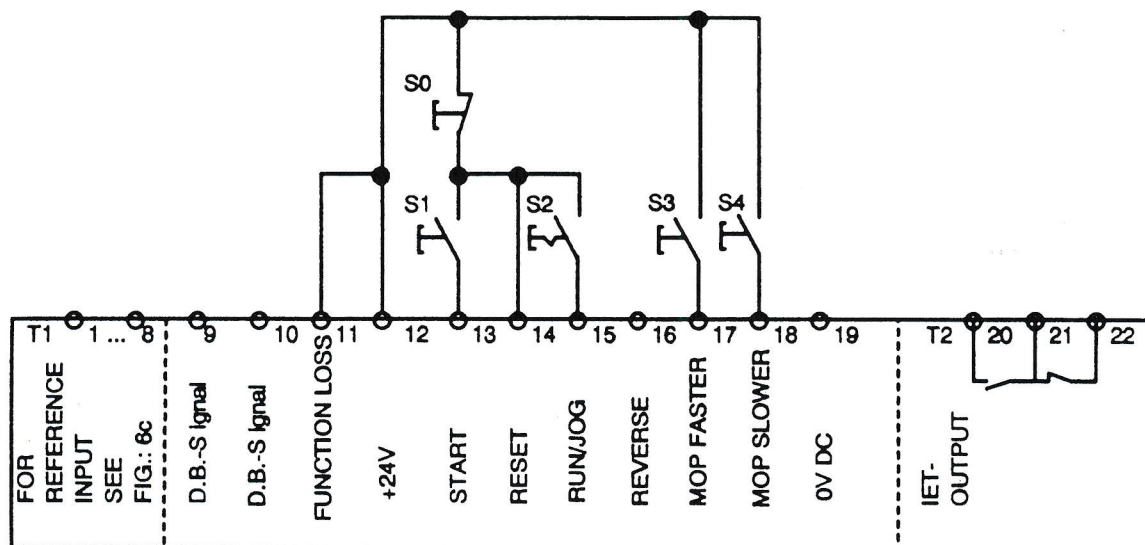 S0
S1
S2
S3
S4
T1
1 ...
8
9
10
11
12
13
14
15
16
17
18
19
T2
20
21
22
FOR
REFERENCE
INPUT
SEE
FIG.: 6c
D.B.-S Ignal
D.B.-S Ignal
FUNCTION LOSS
+24V
START
RESET
RUN/JOG
REVERSE
MOP FASTER
MOP SLOWER
0V DC
IET-
OUTPUT